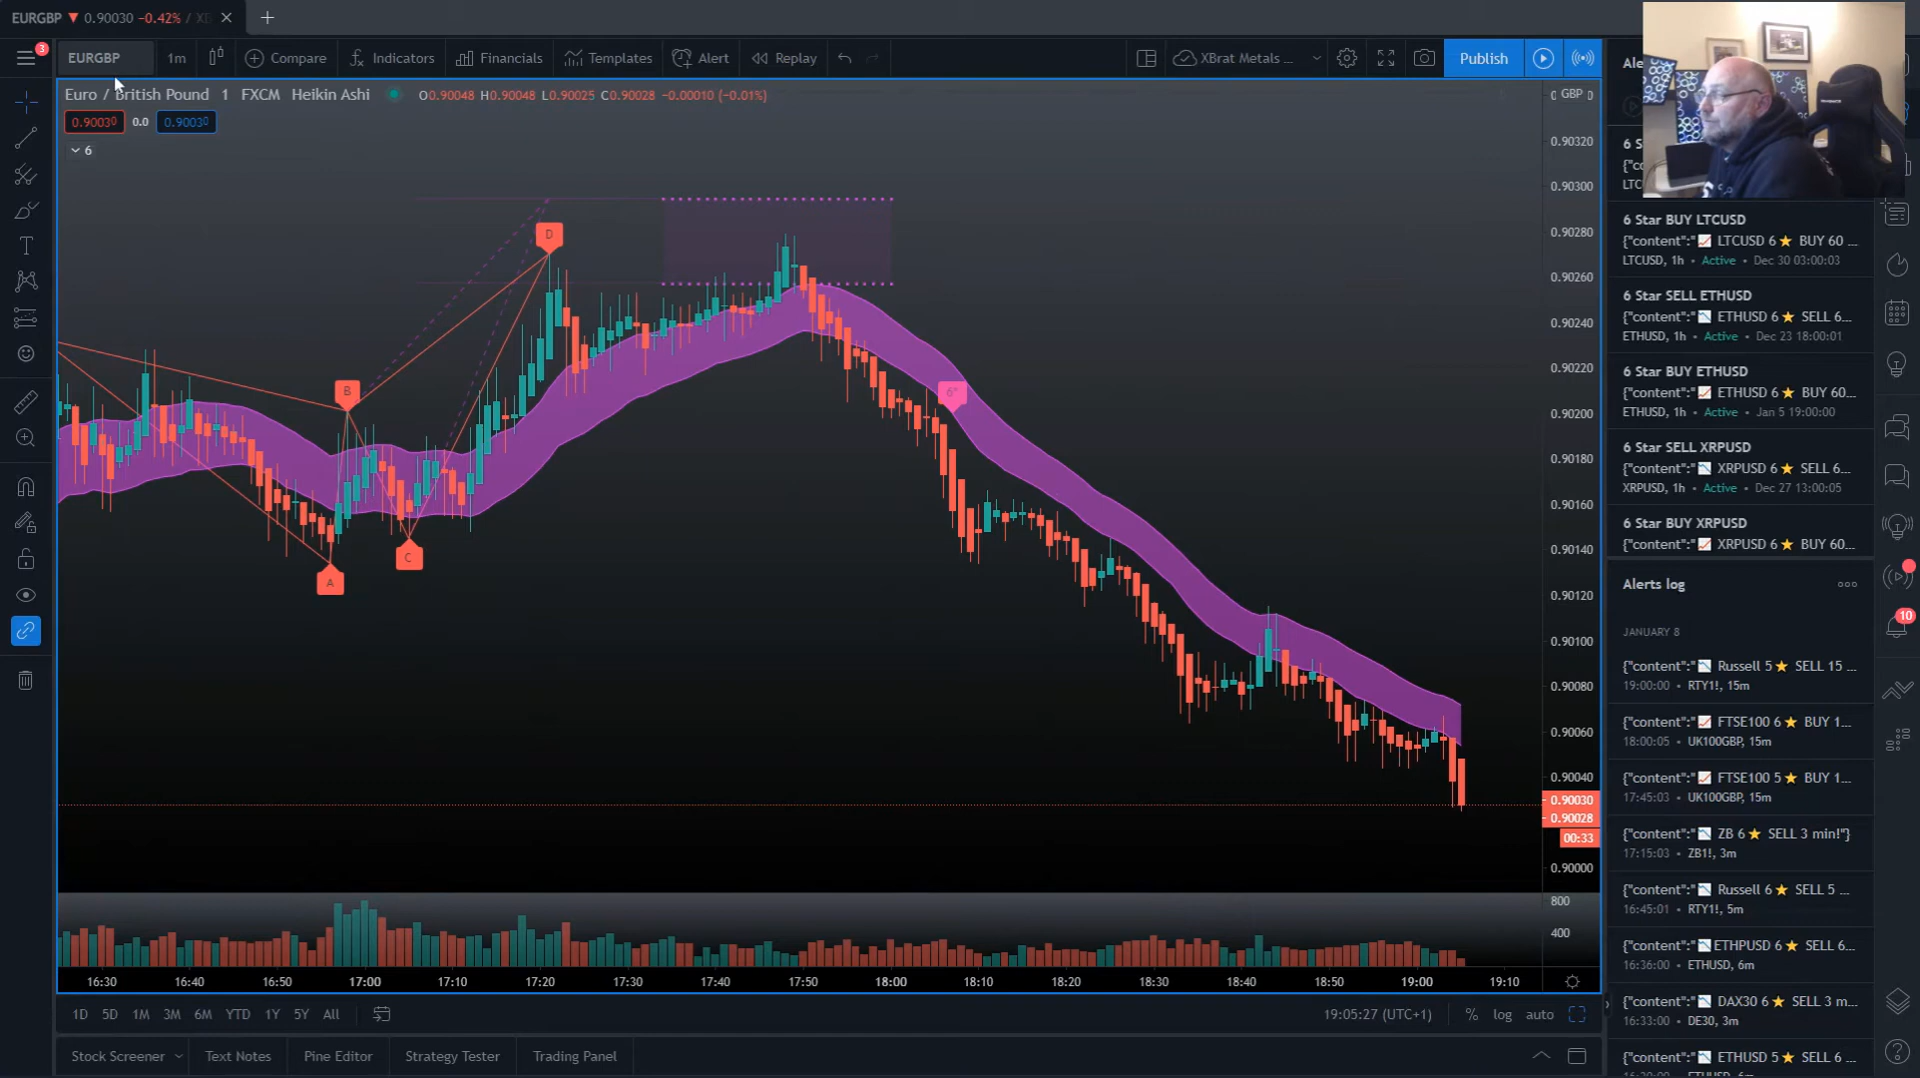 EURGBP ▼ 0.90030 -0.42% / XB
EURGBP 1m Compare Indicators Financials Templates Alert Replay XBrat Metals ... Publish
3
Euro / British Pound 1 FXCM Heikin Ashi O0.90048 H0.90048 L0.90025 C0.90028 -0.00010 (-0.01%)
0.90030 0.0 0.90030
6
GBP
0.90320
0.90300
0.90280
0.90260
0.90240
0.90220
0.90200
0.90180
0.90160
0.90140
0.90120
0.90100
0.90080
0.90060
0.90040
0.90030
0.90028
00:33
0.90000
800
400
D
B
6*
C
A
16:30 16:40 16:50 17:00 17:10 17:20 17:30 17:40 17:50 18:00 18:10 18:20 18:30 18:40 18:50 19:00 19:10
1D 5D 1M 3M 6M YTD 1Y 5Y All 19:05:27 (UTC+1) % log auto
Stock Screener Text Notes Pine Editor Strategy Tester Trading Panel
6 Star BUY LTCUSD
{"content":" LTCUSD 6⭐ BUY 60 ...
LTCUSD, 1h • Active • Dec 30 03:00:03
6 Star SELL ETHUSD
{"content":" ETHUSD 6⭐ SELL 6...
ETHUSD, 1h • Active • Dec 23 18:00:01
6 Star BUY ETHUSD
{"content":" ETHUSD 6⭐ BUY 60...
ETHUSD, 1h • Active • Jan 5 19:00:00
6 Star SELL XRPUSD
{"content":" XRPUSD 6⭐ SELL 6...
XRPUSD, 1h • Active • Dec 27 13:00:05
6 Star BUY XRPUSD
{"content":" XRPUSD 6⭐ BUY 60...
Alerts log
JANUARY 8
{"content":" Russell 5⭐ SELL 15 ...
19:00:00 • RTY1!, 15m
{"content":" FTSE100 6⭐ BUY 1...
18:00:05 • UK100GBP, 15m
{"content":" FTSE100 5⭐ BUY 1...
17:45:03 • UK100GBP, 15m
{"content":" ZB 6⭐ SELL 3 min!"}
17:15:03 • ZB1!, 3m
{"content":" Russell 6⭐ SELL 5 ...
16:45:01 • RTY1!, 5m
{"content":" ETHPUSD 6⭐ SELL 6...
16:36:00 • ETHUSD, 6m
{"content":" DAX30 6⭐ SELL 3 m...
16:33:00 • DE30, 3m
{"content":" ETHUSD 5⭐ SELL 6 ...
10